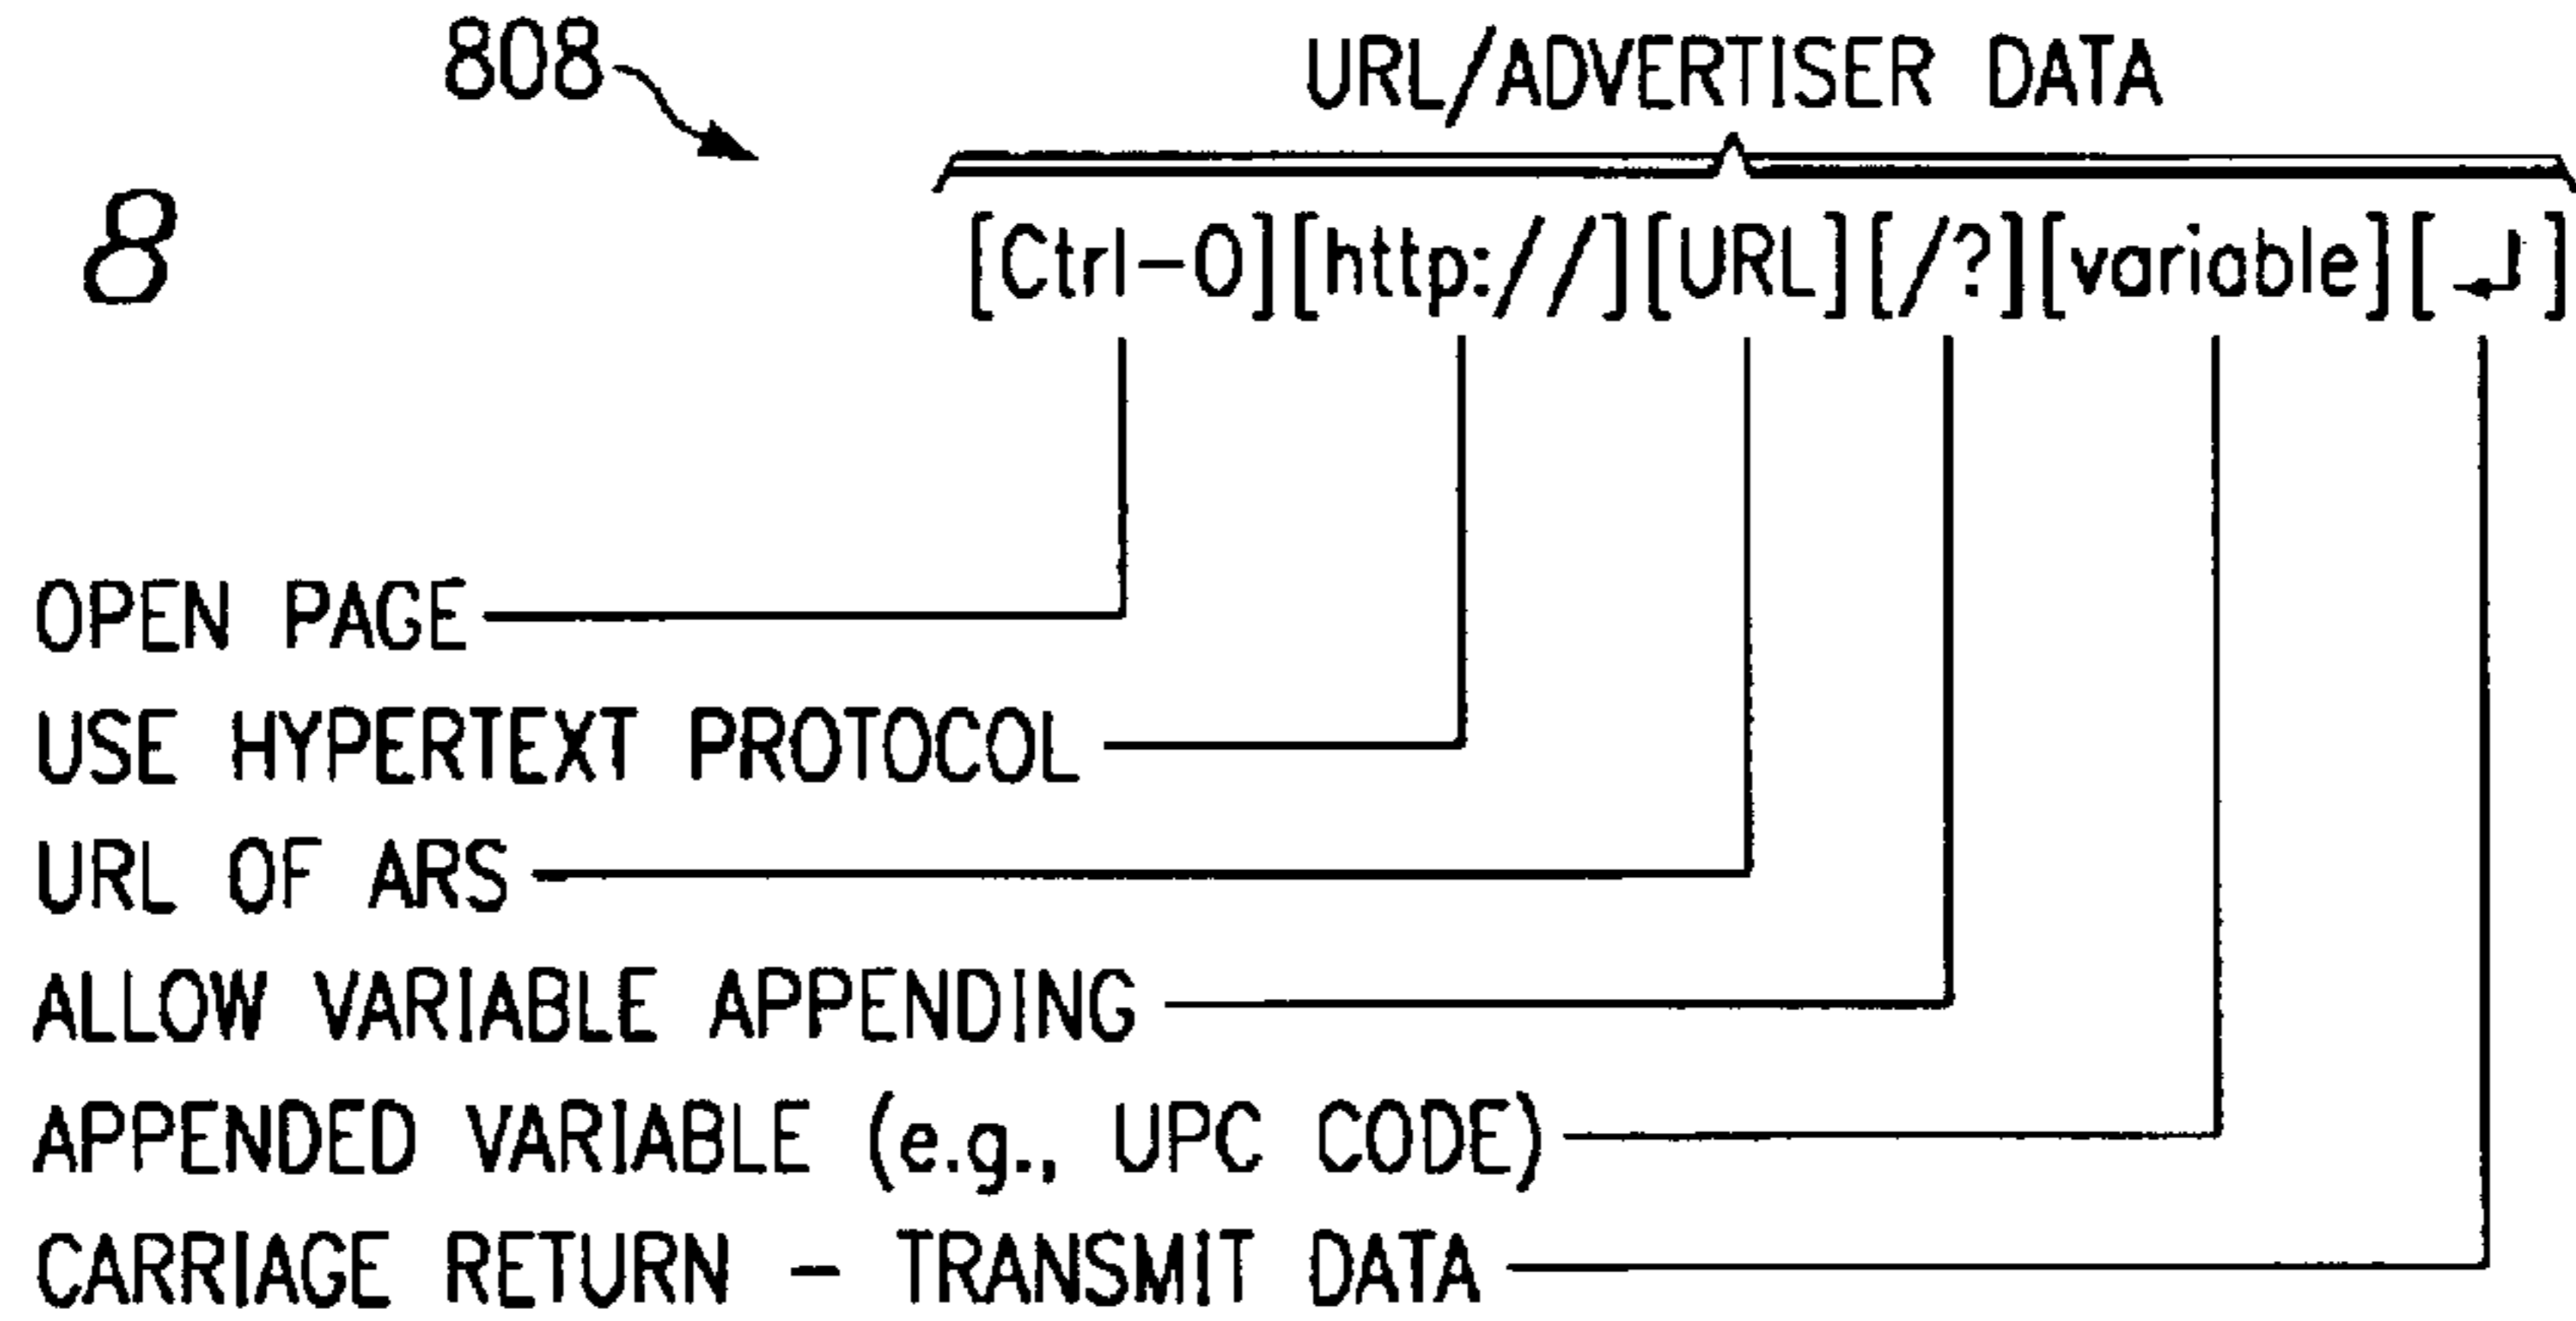 808
URL/ADVERTISER DATA
8
[Ctrl-O][http://][URL][/?][variable][↵]
OPEN PAGE
USE HYPERTEXT PROTOCOL
URL OF ARS
ALLOW VARIABLE APPENDING
APPENDED VARIABLE (e.g., UPC CODE)
CARRIAGE RETURN - TRANSMIT DATA